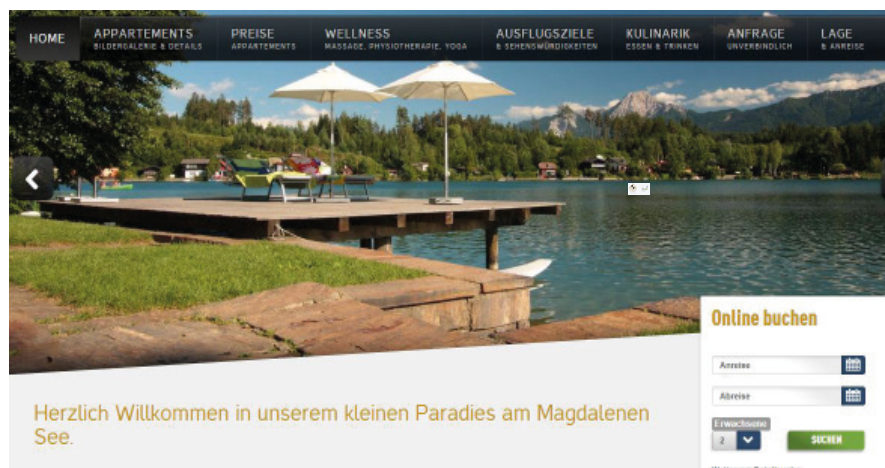 HOME
APPARTEMENTS
BILDERGALERIE & DETAILS
PREISE
APPARTEMENTS
WELLNESS
MASSAGE, PHYSIOTHERAPIE, YOGA
AUSFLUGSZIELE
& SEHENSWÜRDIGKEITEN
KULINARIK
ESSEN & TRINKEN
ANFRAGE
UNVERBINDLICH
LAGE
& ANREISE
Online buchen
Anreise
Abreise
Erwachsene
2
SUCHEN
Herzlich Willkommen in unserem kleinen Paradies am Magdalenen
See.